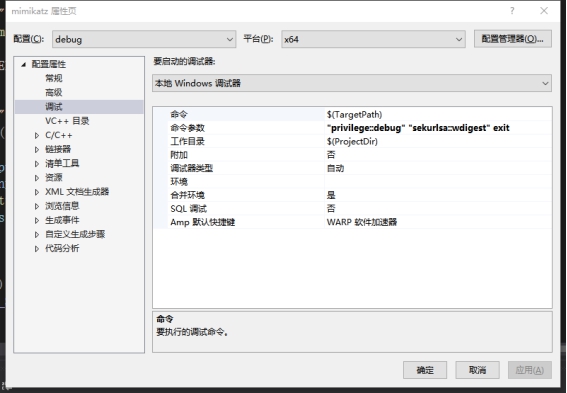 mimikatz 属性页
配置(C): debug 平台(P): x64 配置管理器(O)...
配置属性
常规
高级
调试
VC++ 目录
C/C++
链接器
清单工具
资源
XML 文档生成器
浏览信息
生成事件
自定义生成步骤
代码分析
要启动的调试器:
本地 Windows 调试器
命令 $(TargetPath)
命令参数 "privilege::debug" "sekurlsa::wdigest" exit
工作目录 $(ProjectDir)
附加 否
调试器类型 自动
环境
合并环境 是
SQL 调试 否
Amp 默认快捷键 WARP 软件加速器
命令
要执行的调试命令。
确定 取消 应用(A)